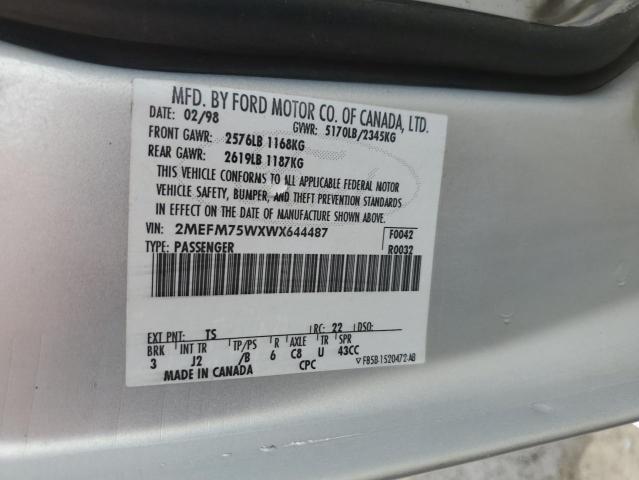 MFD. BY FORD MOTOR CO. OF CANADA, LTD.
DATE: 02/98 GVWR: 5170LB/2345KG
FRONT GAWR: 2576LB 1168KG
REAR GAWR: 2619LB 1187KG
THIS VEHICLE CONFORMS TO ALL APPLICABLE FEDERAL MOTOR
VEHICLE SAFETY, BUMPER, AND THEFT PREVENTION STANDARDS
IN EFFECT ON THE DATE OF MANUFACTURE SHOWN ABOVE.
VIN: 2MEFM75WXWX644487 F0042
TYPE: PASSENGER R0032
EXT PNT: TS RC: 22 DSO:
BRK INT TR TP/PS R AXLE TR SPR
3 J2 /B 6 C8 U 43CC
MADE IN CANADA CPC F85B-1520472-AB